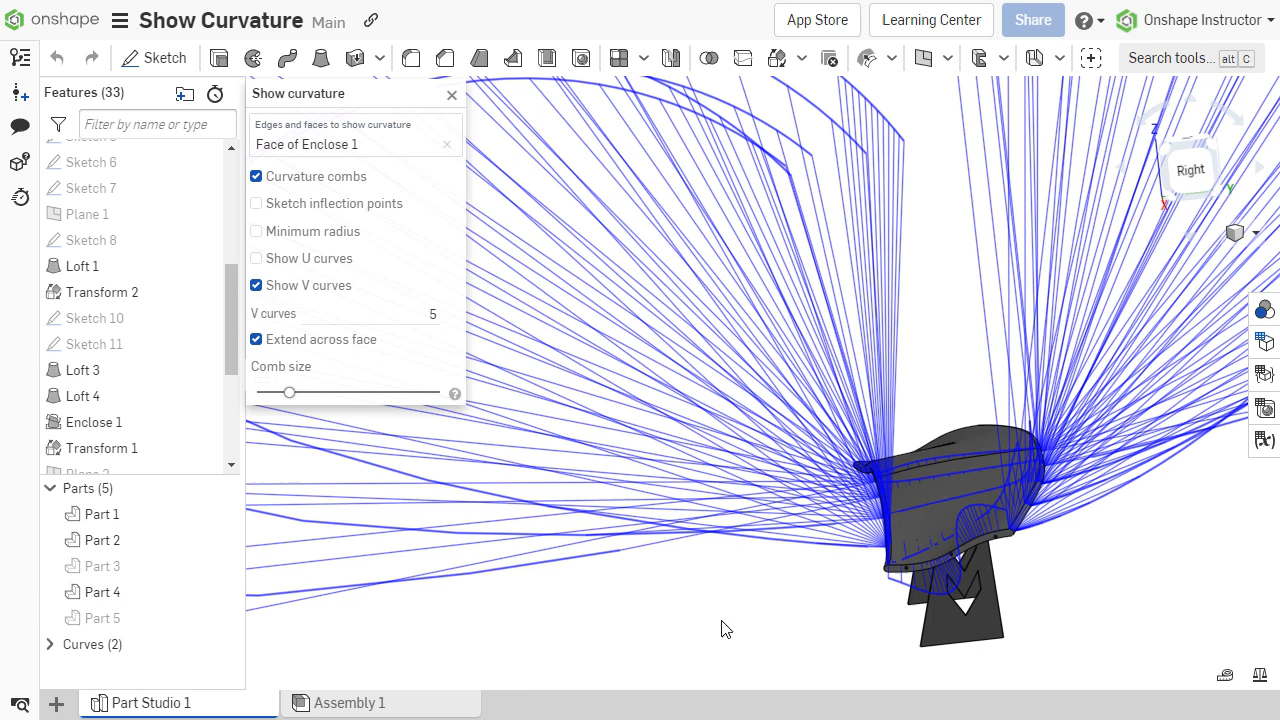 onshape Show Curvature Main App Store Learning Center Share Onshape Instructor
Sketch Search tools... alt C
Features (33)
Filter by name or type
Sketch 6
Sketch 7
Plane 1
Sketch 8
Loft 1
Transform 2
Sketch 10
Sketch 11
Loft 3
Loft 4
Enclose 1
Transform 1
Parts (5)
Part 1
Part 2
Part 3
Part 4
Part 5
Curves (2)
Show curvature
Edges and faces to show curvature
Face of Enclose 1
Curvature combs
Sketch inflection points
Minimum radius
Show U curves
Show V curves
V curves 5
Extend across face
Comb size
Z
Right
Y
X
Part Studio 1 Assembly 1